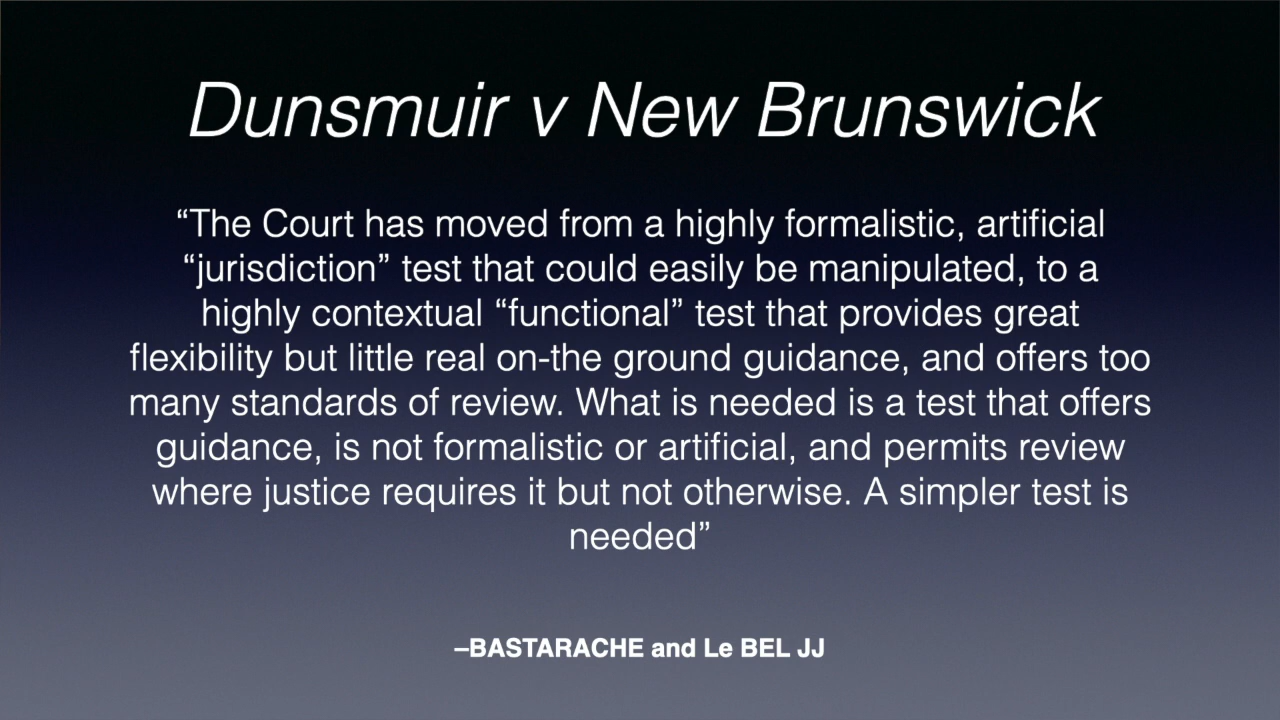 Dunsmuir v New Brunswick
“The Court has moved from a highly formalistic, artificial
“jurisdiction” test that could easily be manipulated, to a
highly contextual “functional” test that provides great
flexibility but little real on-the ground guidance, and offers too
many standards of review. What is needed is a test that offers
guidance, is not formalistic or artificial, and permits review
where justice requires it but not otherwise. A simpler test is
needed”
–BASTARACHE and Le BEL JJ